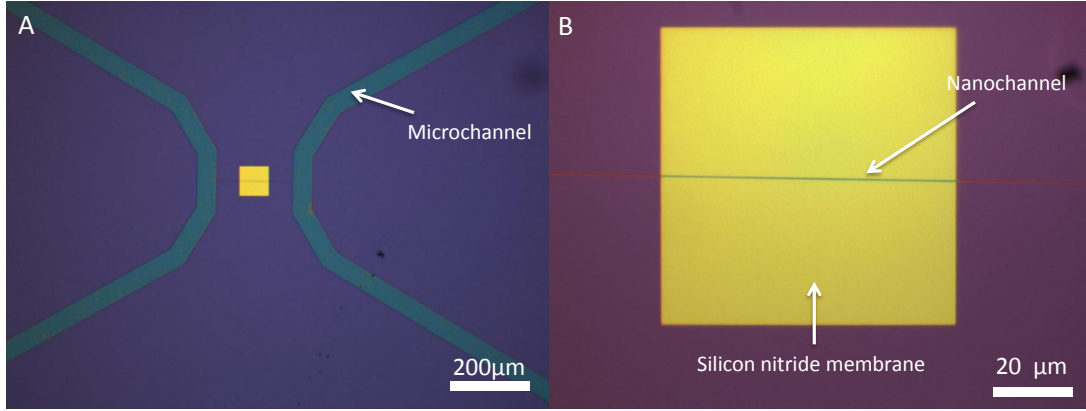 A
Microchannel
200μm
B
Nanochannel
Silicon nitride membrane
20 μm